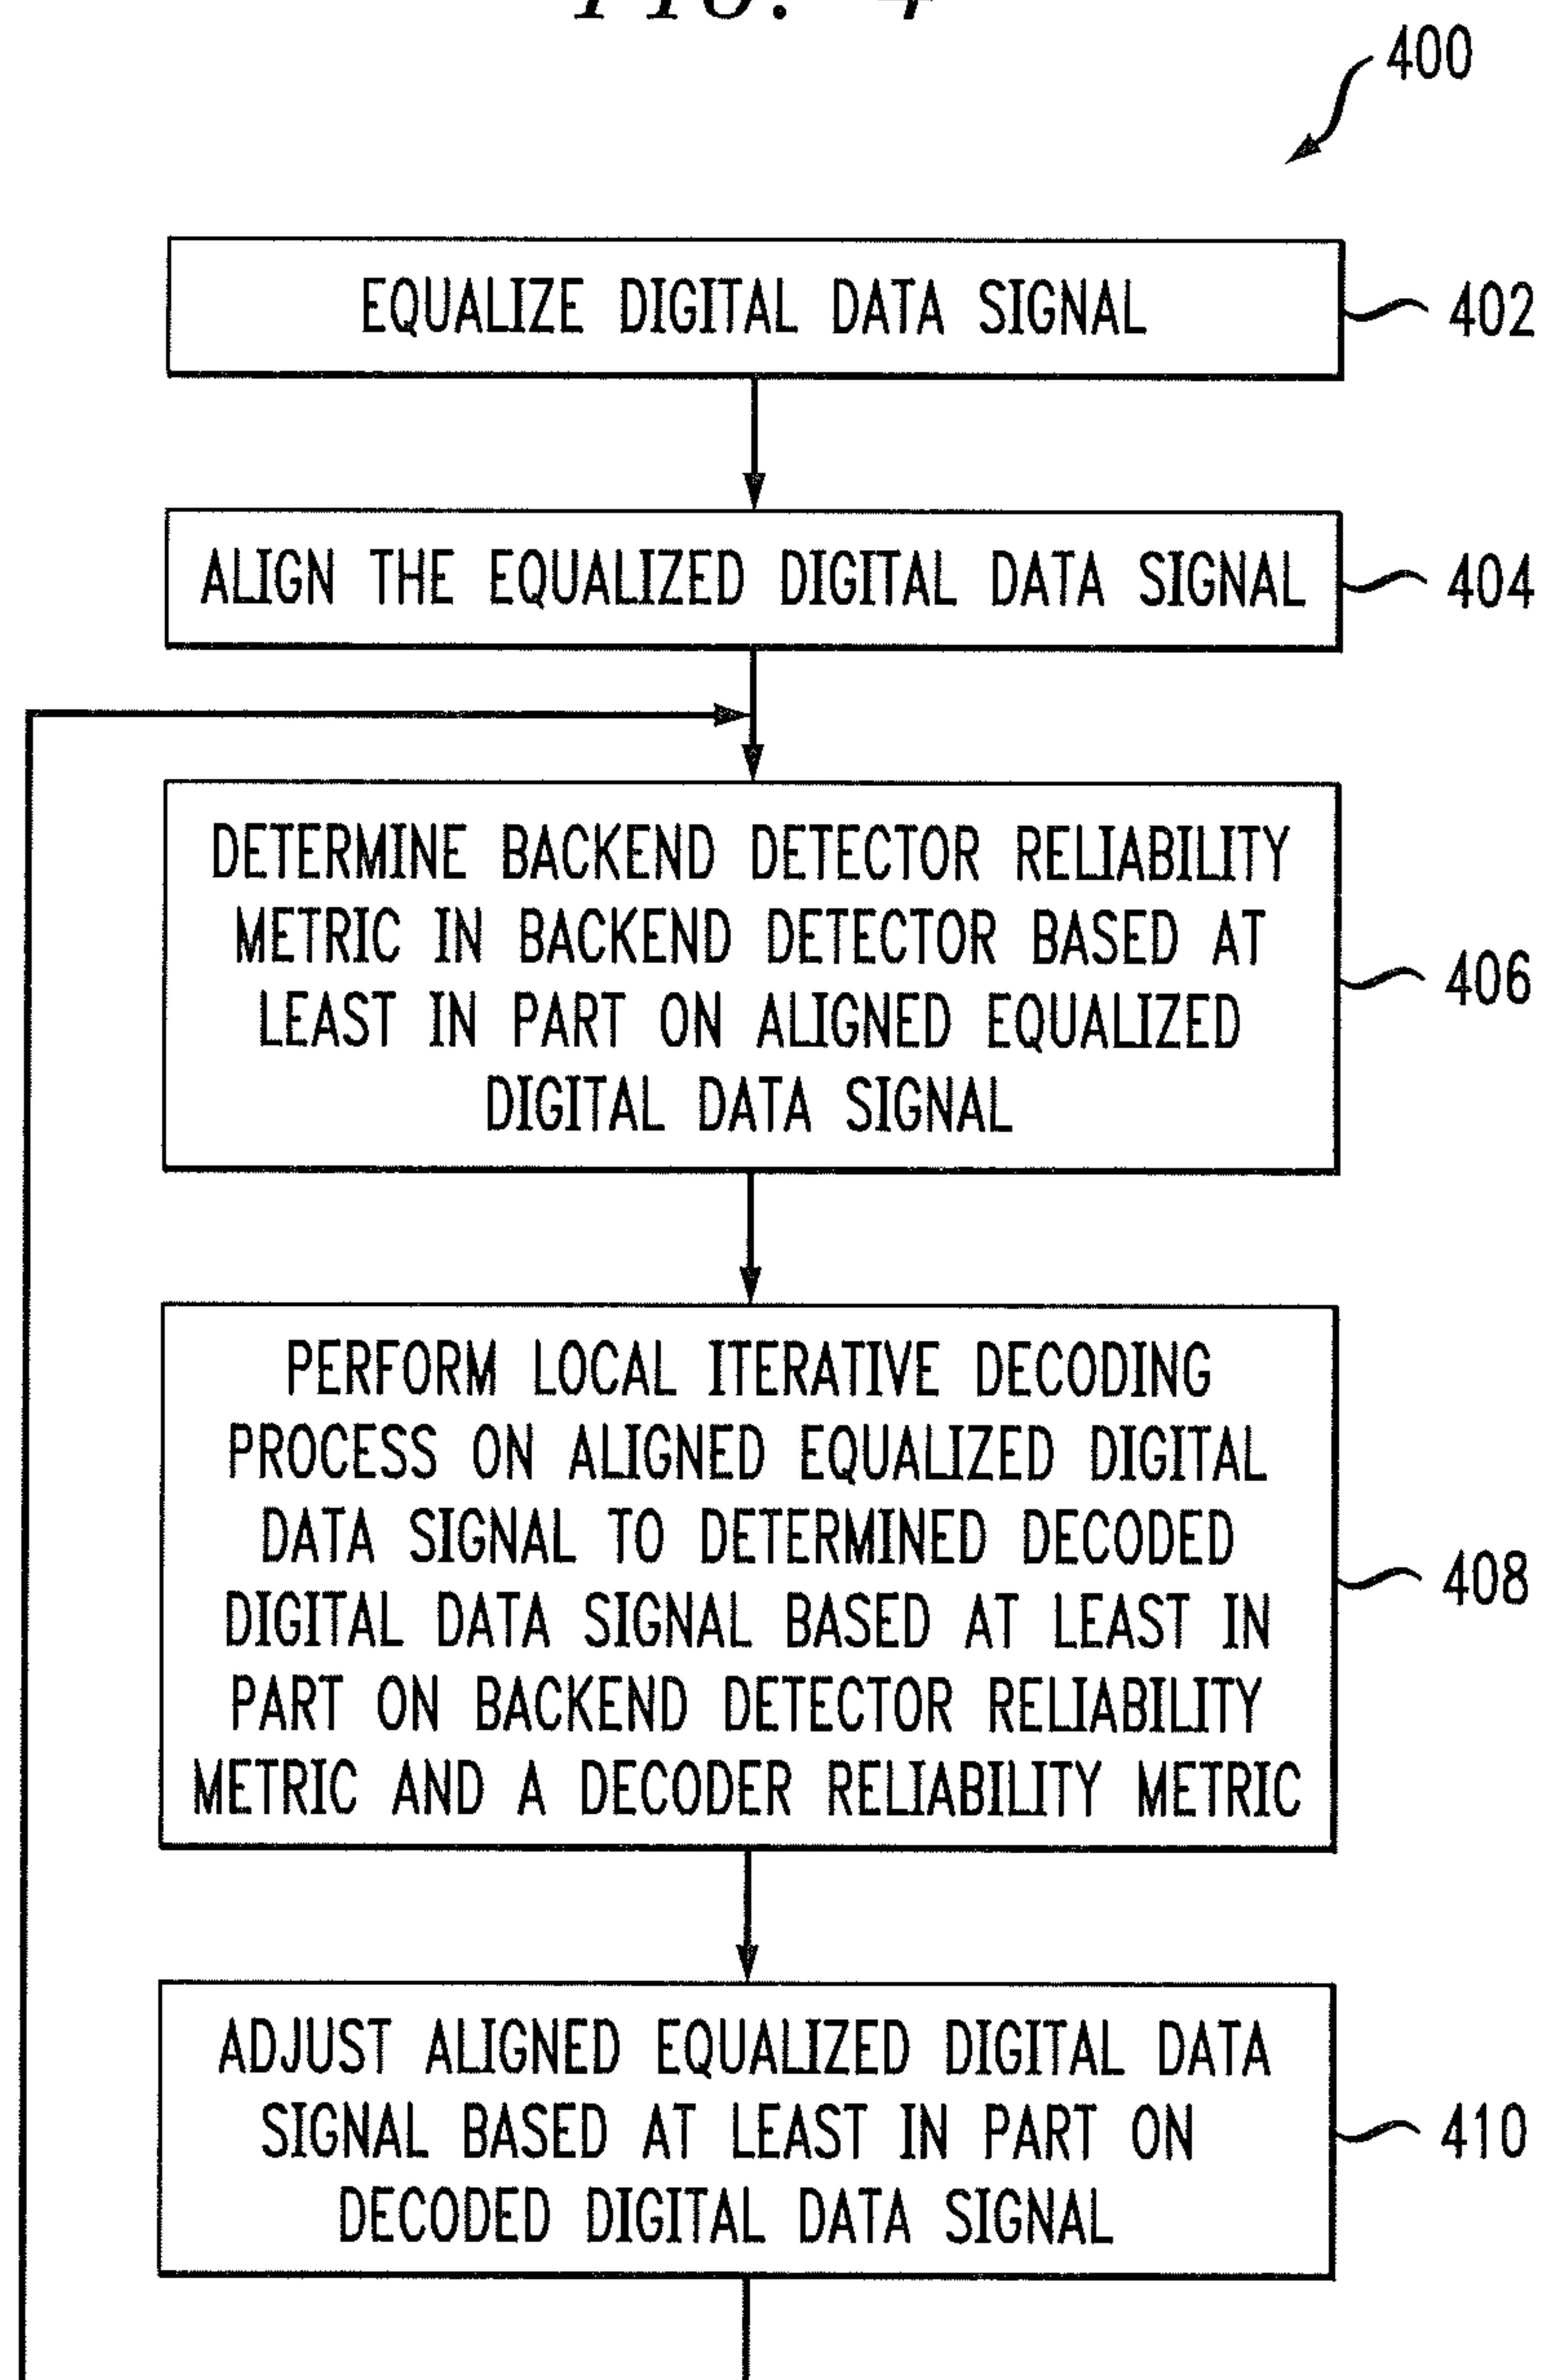 FIG. 4
400
EQUALIZE DIGITAL DATA SIGNAL
402
ALIGN THE EQUALIZED DIGITAL DATA SIGNAL
404
DETERMINE BACKEND DETECTOR RELIABILITY
METRIC IN BACKEND DETECTOR BASED AT
LEAST IN PART ON ALIGNED EQUALIZED
DIGITAL DATA SIGNAL
406
PERFORM LOCAL ITERATIVE DECODING
PROCESS ON ALIGNED EQUALIZED DIGITAL
DATA SIGNAL TO DETERMINED DECODED
DIGITAL DATA SIGNAL BASED AT LEAST IN
PART ON BACKEND DETECTOR RELIABILITY
METRIC AND A DECODER RELIABILITY METRIC
408
ADJUST ALIGNED EQUALIZED DIGITAL DATA
SIGNAL BASED AT LEAST IN PART ON
DECODED DIGITAL DATA SIGNAL
410